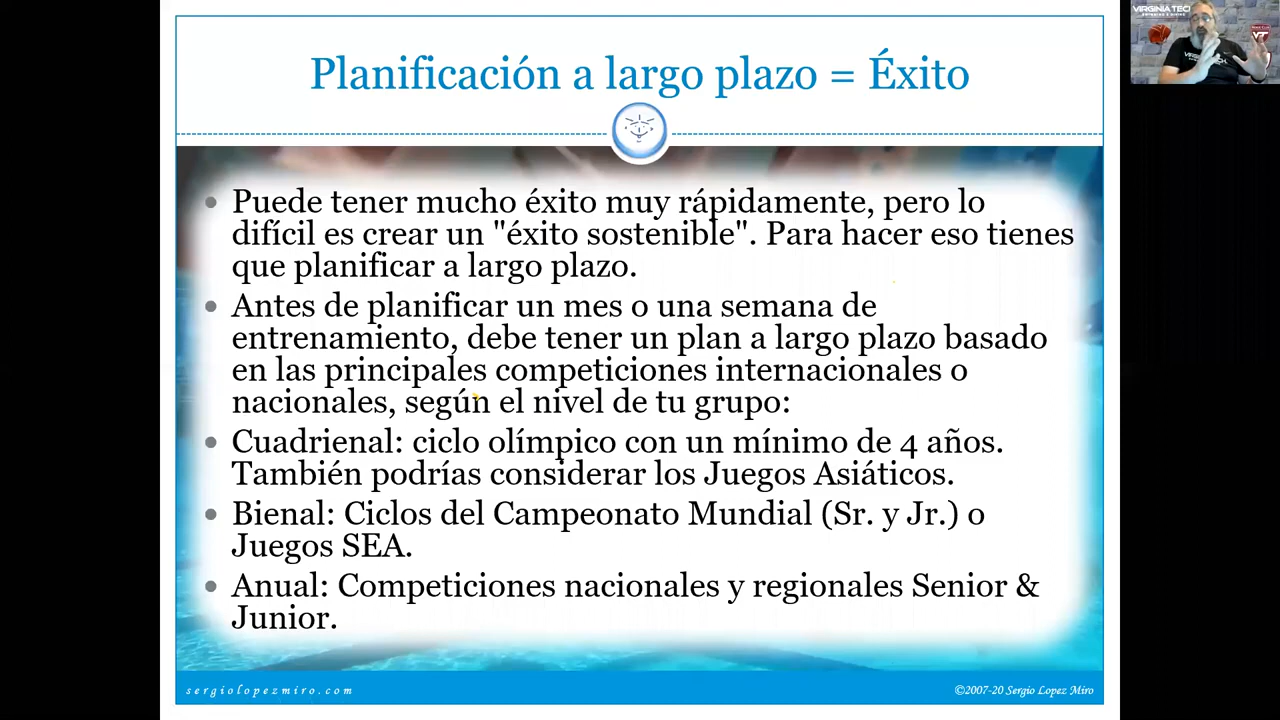 VIRGINIA TECH
Planificación a largo plazo = Éxito
Puede tener mucho éxito muy rápidamente, pero lo
difícil es crear un "éxito sostenible". Para hacer eso tienes
que planificar a largo plazo.
Antes de planificar un mes o una semana de
entrenamiento, debe tener un plan a largo plazo basado
en las principales competiciones internacionales o
nacionales, según el nivel de tu grupo:
Cuadrienal: ciclo olímpico con un mínimo de 4 años.
También podrías considerar los Juegos Asiáticos.
Bienal: Ciclos del Campeonato Mundial (Sr. y Jr.) o
Juegos SEA.
Anual: Competiciones nacionales y regionales Senior &
Junior.
sergiolopezmiro.com
©2007-20 Sergio Lopez Miro